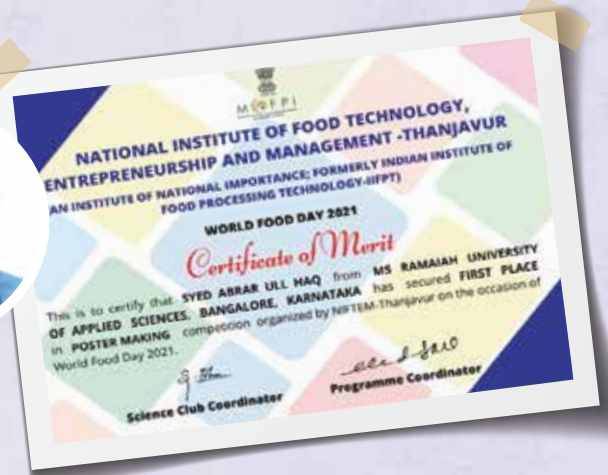 MOFPI
NATIONAL INSTITUTE OF FOOD TECHNOLOGY,
ENTREPRENEURSHIP AND MANAGEMENT -THANJAVUR
AN INSTITUTE OF NATIONAL IMPORTANCE; FORMERLY INDIAN INSTITUTE OF
FOOD PROCESSING TECHNOLOGY-IIFPT)
WORLD FOOD DAY 2021
Certificate of Merit
This is to certify that SYED ABRAR ULL HAQ from MS RAMAIAH UNIVERSITY
OF APPLIED SCIENCES, BANGALORE, KARNATAKA has secured FIRST PLACE
in POSTER MAKING compeotion organized by NIFTEM-Thanjavur on the occasion of
World Food Day 2021.
Science Club Coordinator
Programme Coordinator